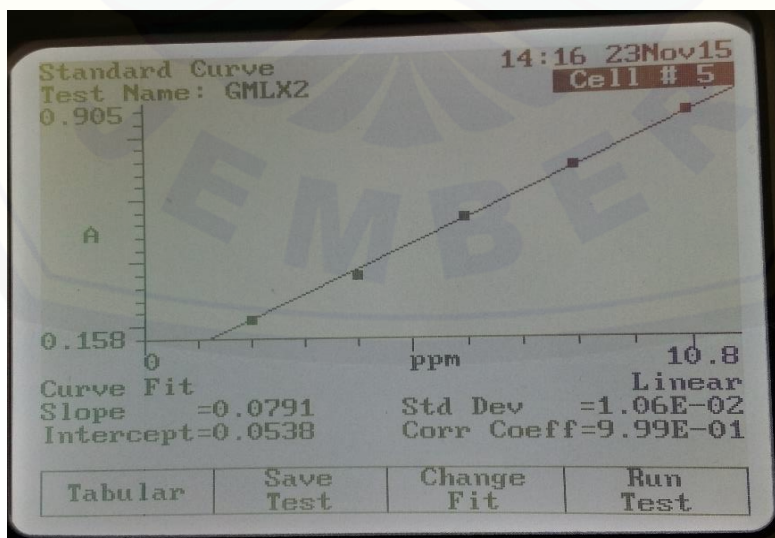 Standard Curve 14:16 23Nov15
Test Name: GMLX2 Cell # 5
0.905
A
0.158
0 ppm 10.8
Curve Fit Linear
Slope =0.0791 Std Dev =1.06E-02
Intercept=0.0538 Corr Coeff=9.99E-01
Tabular Save Test Change Fit Run Test
JEMBER